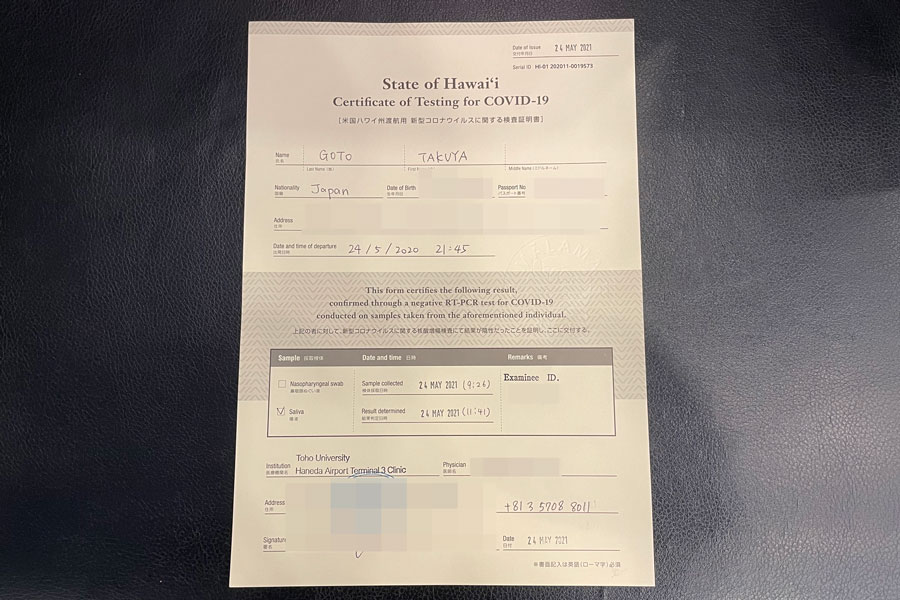 Date of Issue 24 MAY 2021
交付年月日
Serial ID HI-01 202011-0019573
State of Hawai‘i
Certificate of Testing for COVID-19
[米国ハワイ州渡航用 新型コロナウイルスに関する検査証明書]
Name GOTO TAKUYA
氏名 Last Name (姓) Middle Name (ミドルネーム)
Nationality Japan Date of Birth Passport No
国籍 生年月日 パスポート番号
Address
住所
Date and time of departure 24/5/2020 21:45
出発日時
This form certifies the following result,
confirmed through a negative RT-PCR test for COVID-19
conducted on samples taken from the aforementioned individual.
上記の者に対して、新型コロナウイルスに関する核酸増幅検査にて結果が陰性だったことを証明し、ここに交付する。
Sample 採取検体 Date and time 日時 Remarks 備考
Nasopharyngeal swab Sample collected 24 MAY 2021 (9:26) Examinee ID.
鼻咽頭ぬぐい液 検体採取日時
Saliva Result determined 24 MAY 2021 (11:41)
唾液 結果判定日時
Toho University
Institution Haneda Airport Terminal 3 Clinic Physician
医療機関名 医師名
Address +81 3 5708 8011
住所
Signature Date 24 MAY 2021
署名 日付
※書面記入は英語(ローマ字)必須